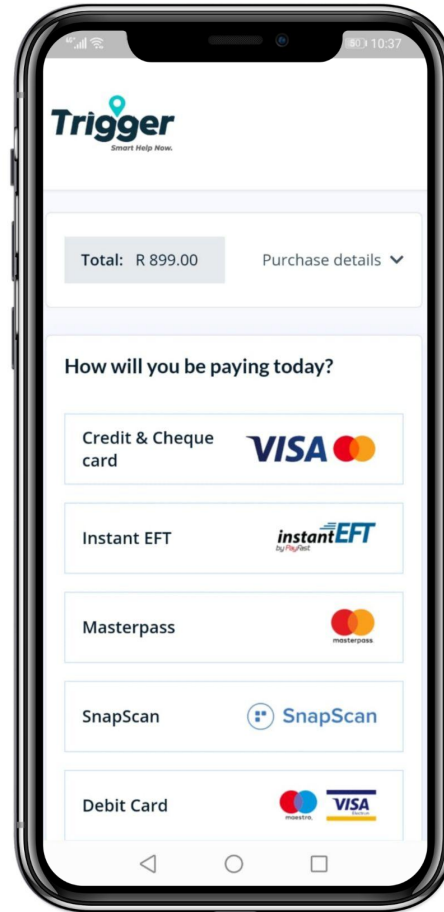 10:37
Trigger
Smart Help Now.
Total: R 899.00
Purchase details
How will you be paying today?
Credit & Cheque
card
VISA
Instant EFT
instantEFT
by PayFast
Masterpass
masterpass
SnapScan
SnapScan
Debit Card
maestro.
VISA
Electron